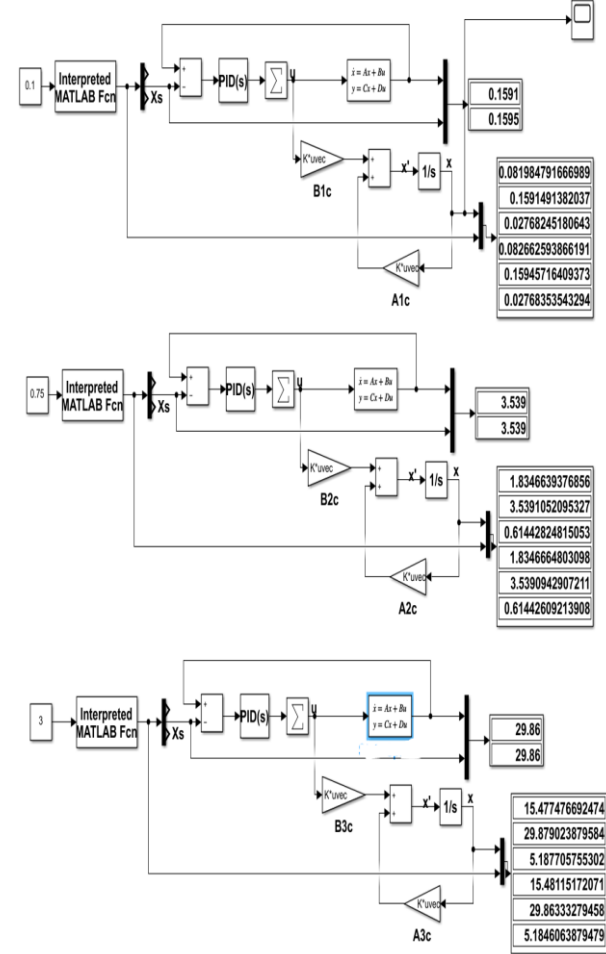 0.1
Interpreted
MATLAB Fcn
Xs
+
−
PID(s)
∑
u
ẋ = Ax + Bu
y = Cx + Du
0.1591
0.1595
K*uvec
B1c
+
+
x'
1/s
x
K*uvec
A1c
0.081984791666989
0.1591491382037
0.02768245180643
0.082662593866191
0.15945716409373
0.02768353543294
0.75
Interpreted
MATLAB Fcn
Xs
+
−
PID(s)
∑
u
ẋ = Ax + Bu
y = Cx + Du
3.539
3.539
K*uvec
B2c
+
+
x'
1/s
x
K*uvec
A2c
1.8346639376856
3.5391052095327
0.61442824815053
1.8346664803098
3.5390942907211
0.61442609213908
3
Interpreted
MATLAB Fcn
Xs
+
−
PID(s)
∑
u
ẋ = Ax + Bu
y = Cx + Du
29.86
29.86
K*uvec
B3c
+
+
x'
1/s
x
K*uvec
A3c
15.477476692474
29.879023879584
5.187705755302
15.48115172071
29.86333279458
5.1846063879479